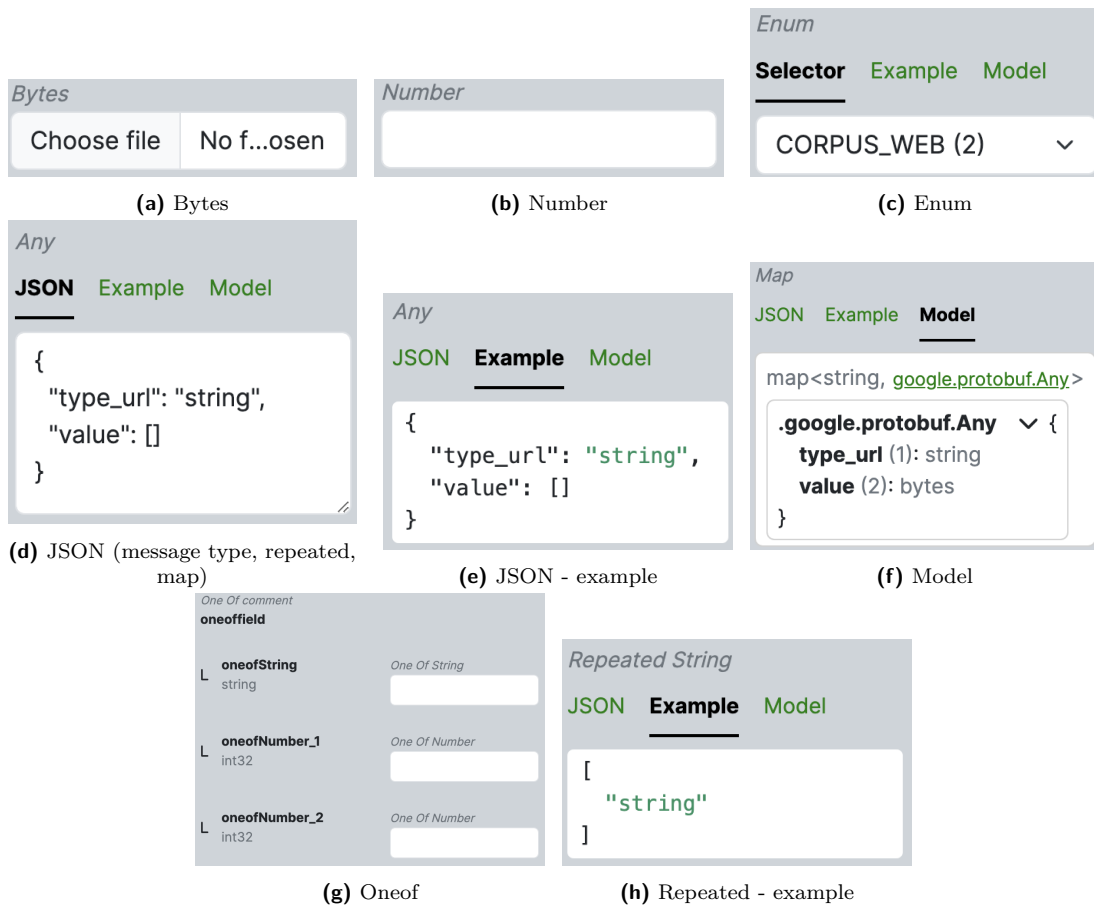 Bytes
Choose file No f...osen
(a) Bytes
Number
(b) Number
Enum
Selector Example Model
CORPUS_WEB (2)
(c) Enum
Any
JSON Example Model
{
"type_url": "string",
"value": []
}
(d) JSON (message type, repeated,
map)
Any
JSON Example Model
{
"type_url": "string",
"value": []
}
(e) JSON - example
Map
JSON Example Model
map<string, google.protobuf.Any>
.google.protobuf.Any {
type_url (1): string
value (2): bytes
}
(f) Model
One Of comment
oneoffield
oneofString One Of String
string
oneofNumber_1 One Of Number
int32
oneofNumber_2 One Of Number
int32
(g) Oneof
Repeated String
JSON Example Model
[
"string"
]
(h) Repeated - example